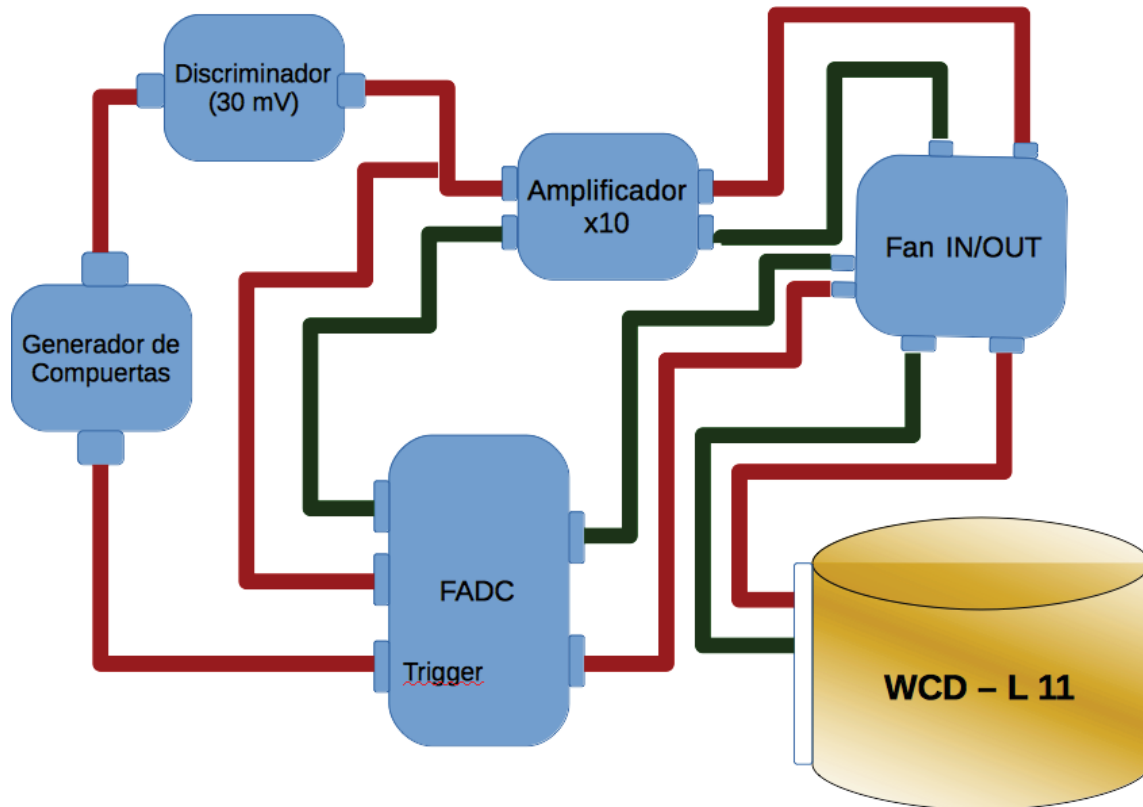 Discriminador
(30 mV)
Amplificador
x10
Fan IN/OUT
Generador de
Compuertas
FADC
Trigger
WCD – L 11